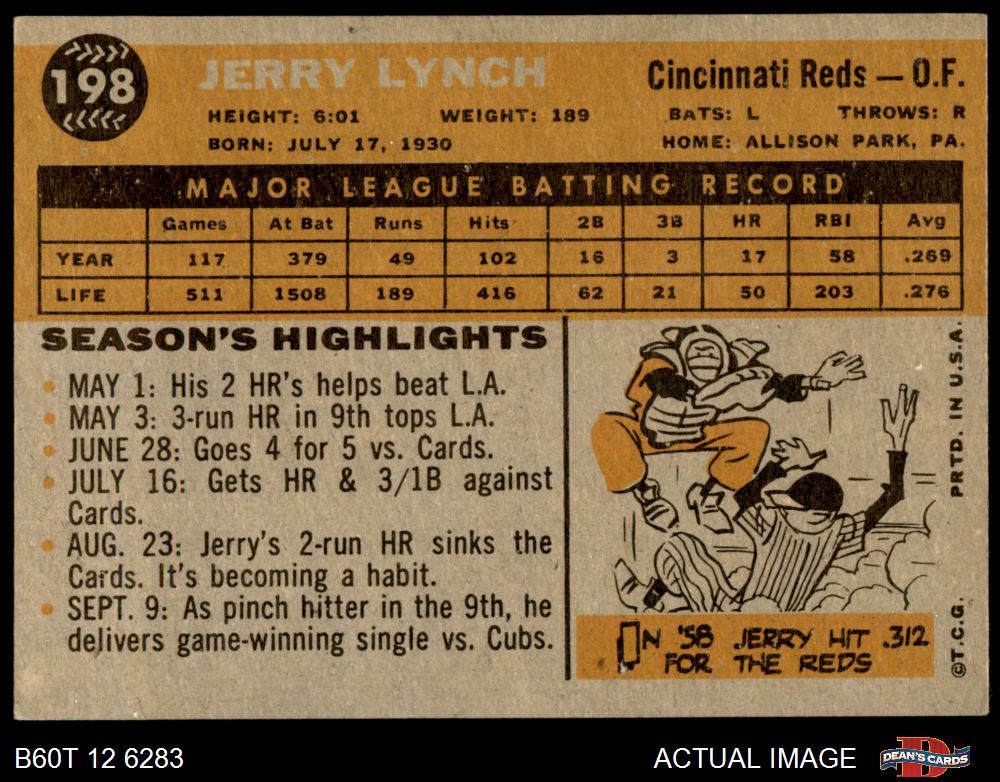 198
JERRY LYNCH
Cincinnati Reds — O.F.
HEIGHT: 6:01 WEIGHT: 189 BATS: L THROWS: R
BORN: JULY 17, 1930 HOME: ALLISON PARK, PA.
MAJOR LEAGUE BATTING RECORD
Games At Bat Runs Hits 2B 3B HR RBI Avg
YEAR 117 379 49 102 16 3 17 58 .269
LIFE 511 1508 189 416 62 21 50 203 .276
SEASON'S HIGHLIGHTS
• MAY 1: His 2 HR's helps beat L.A.
• MAY 3: 3-run HR in 9th tops L.A.
• JUNE 28: Goes 4 for 5 vs. Cards.
• JULY 16: Gets HR & 3/1B against
Cards.
• AUG. 23: Jerry's 2-run HR sinks the
Cards. It's becoming a habit.
• SEPT. 9: As pinch hitter in the 9th, he
delivers game-winning single vs. Cubs.
IN '58 JERRY HIT .312
FOR THE REDS
©T.C.G. PRTD. IN U.S.A.
B60T 12 6283
ACTUAL IMAGE
DEAN'S CARDS